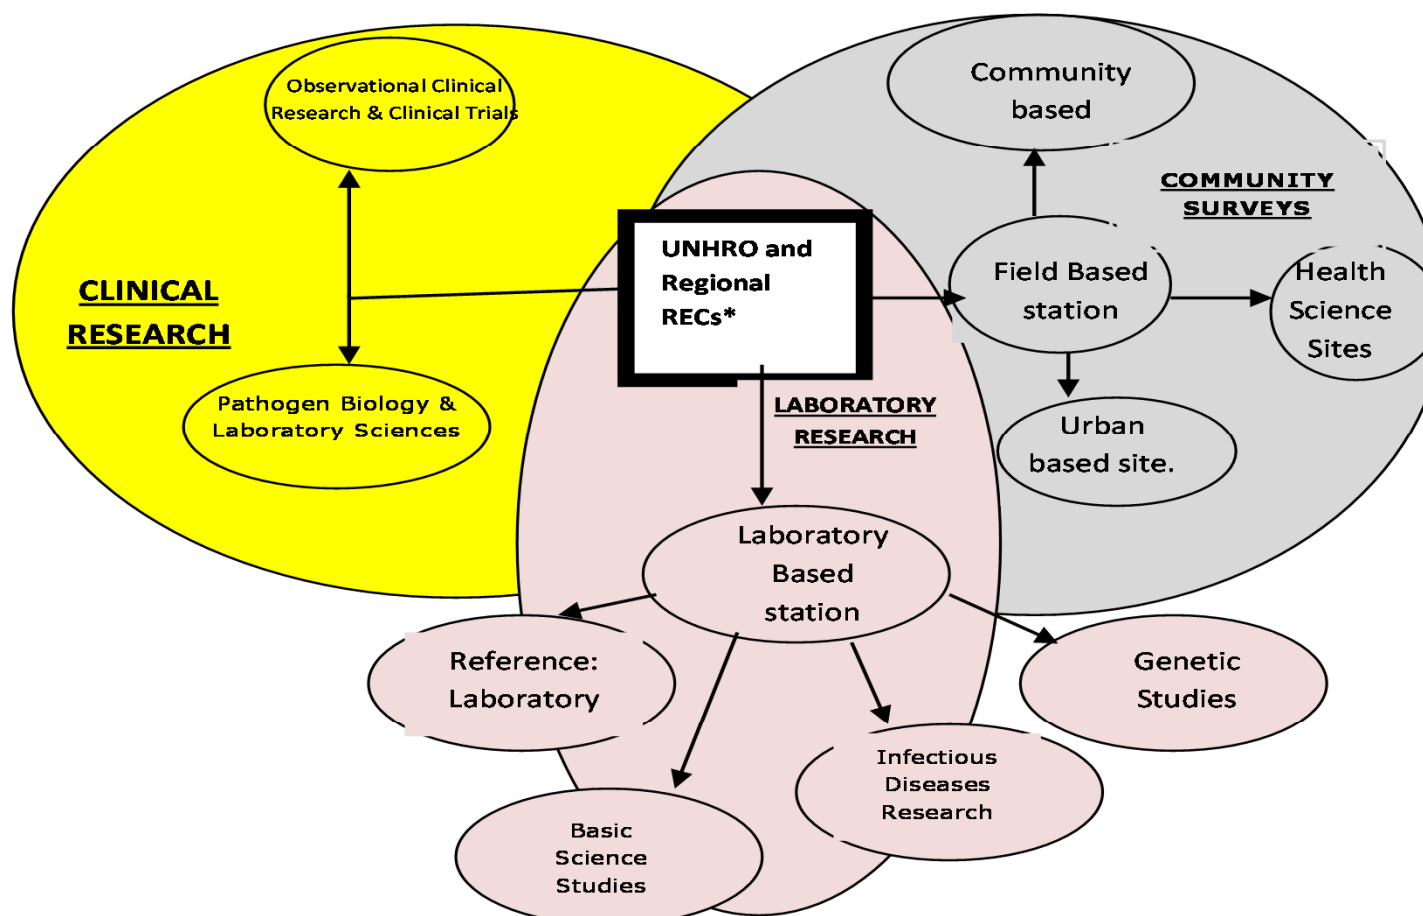 Observational Clinical
Research & Clinical Trials
Community
based
COMMUNITY
SURVEYS
UNHRO and
Regional
RECs*
CLINICAL
RESEARCH
Field Based
station
Health
Science
Sites
Pathogen Biology &
Laboratory Sciences
LABORATORY
RESEARCH
Urban
based site.
Laboratory
Based
station
Reference:
Laboratory
Genetic
Studies
Infectious
Diseases
Research
Basic
Science
Studies